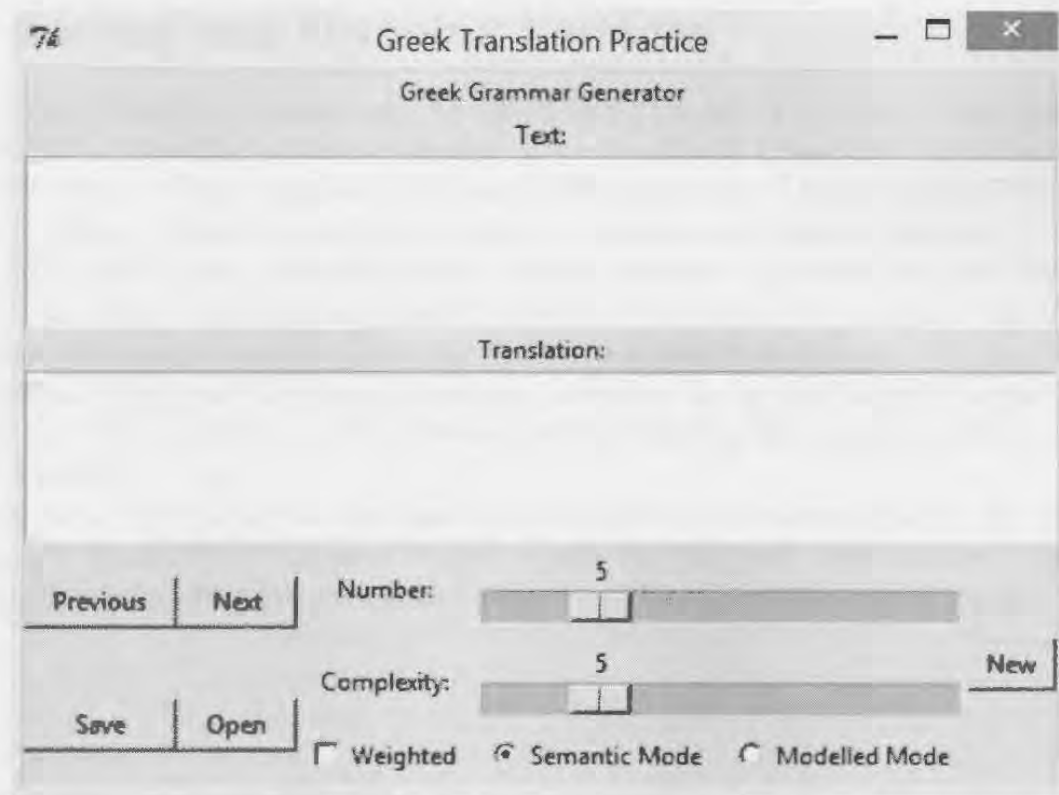 Greek Translation Practice
Greek Grammar Generator
Text:
Translation:
Previous Next Number: 5
Complexity: 5 New
Save Open
Weighted Semantic Mode Modelled Mode